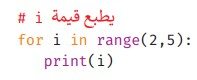 # i يطبع قيمة
for i in range(2,5):
    print(i)